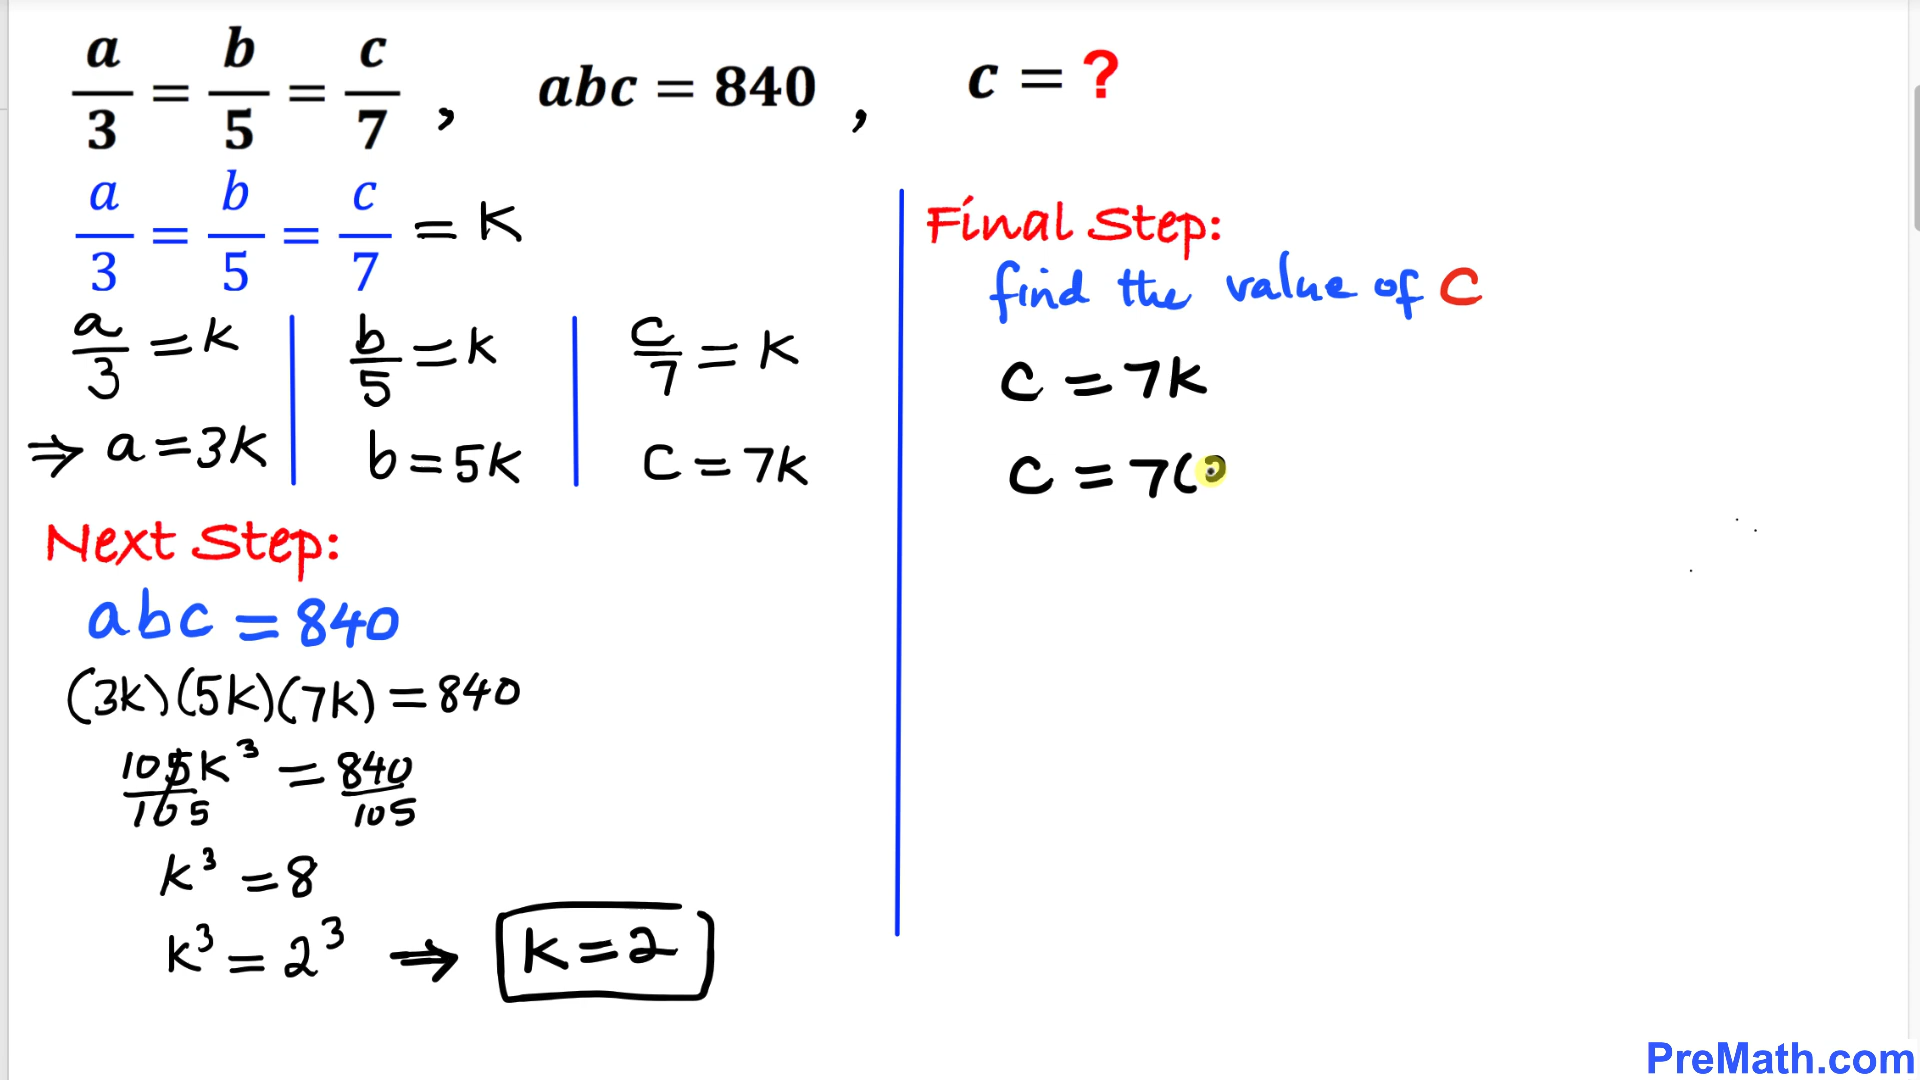 a/3 = b/5 = c/7 , abc = 840 , c = ?
a/3 = b/5 = c/7 = K
a/3 = k | b/5 = k | c/7 = k
⇒ a = 3k | b = 5k | c = 7k
Next Step:
abc = 840
(3k)(5k)(7k) = 840
105k³/105 = 840/105
k³ = 8
k³ = 2³ ⇒ k = 2
Final Step:
find the value of c
c = 7k
c = 7(
PreMath.com